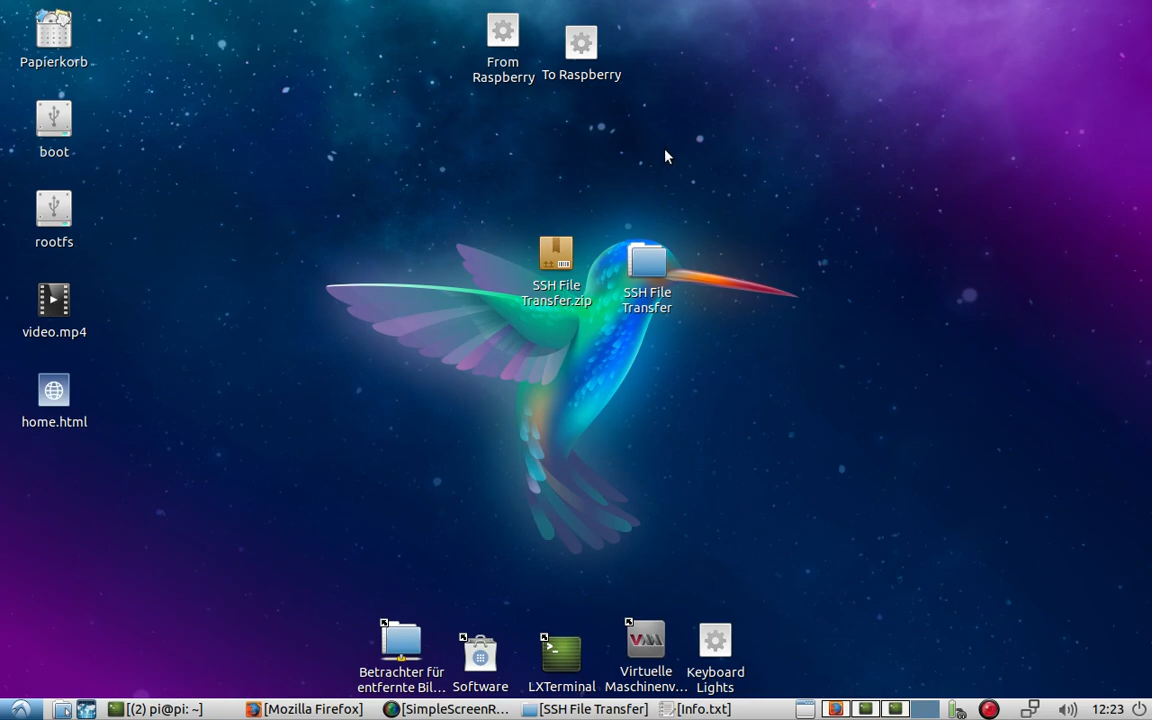 Papierkorb
From
Raspberry
To Raspberry
boot
rootfs
SSH File
Transfer.zip
SSH File
Transfer
video.mp4
home.html
Betrachter für
entfernte Bil...
Software
LXTerminal
Virtuelle
Maschinenv...
Keyboard
Lights
[(2) pi@pi: ~]
[Mozilla Firefox]
[SimpleScreenR...
[SSH File Transfer]
[Info.txt]
12:23